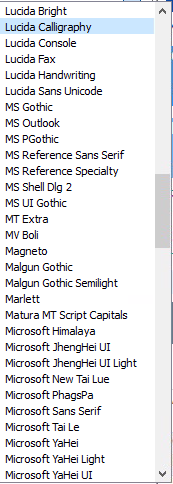 Lucida Bright
Lucida Calligraphy
Lucida Console
Lucida Fax
Lucida Handwriting
Lucida Sans Unicode
MS Gothic
MS Outlook
MS PGothic
MS Reference Sans Serif
MS Reference Specialty
MS Shell Dlg 2
MS UI Gothic
MT Extra
MV Boli
Magneto
Malgun Gothic
Malgun Gothic Semilight
Marlett
Matura MT Script Capitals
Microsoft Himalaya
Microsoft JhengHei UI
Microsoft JhengHei UI Light
Microsoft New Tai Lue
Microsoft PhagsPa
Microsoft Sans Serif
Microsoft Tai Le
Microsoft YaHei
Microsoft YaHei Light
Microsoft YaHei UI